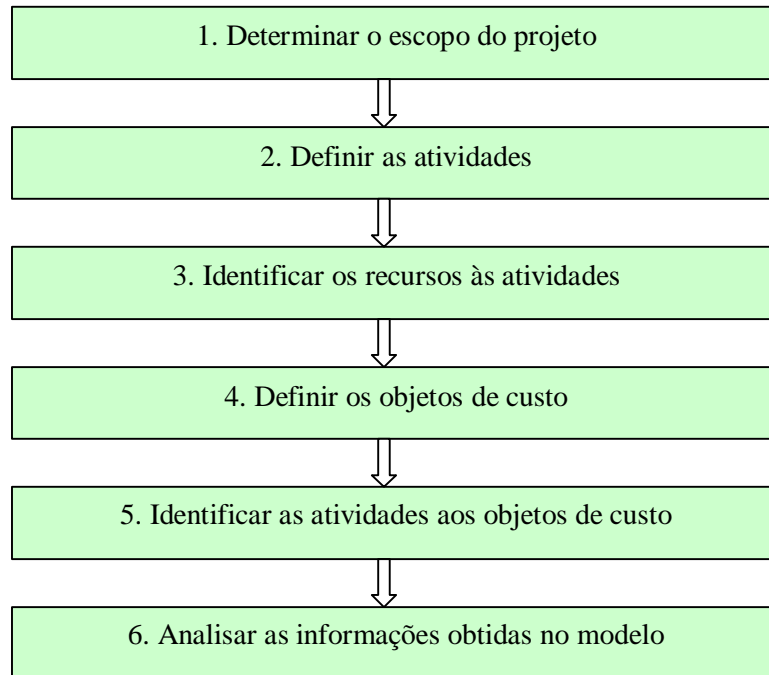 1. Determinar o escopo do projeto
2. Definir as atividades
3. Identificar os recursos às atividades
4. Definir os objetos de custo
5. Identificar as atividades aos objetos de custo
6. Analisar as informações obtidas no modelo